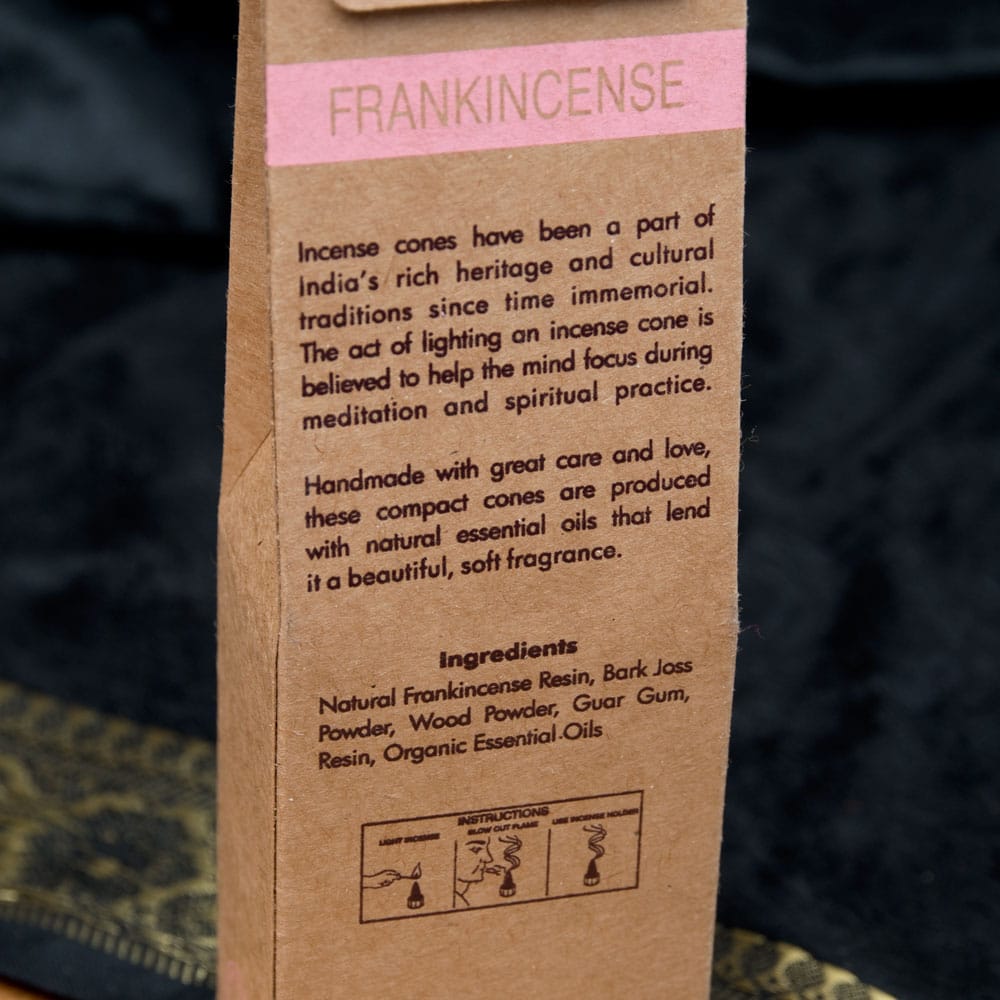 FRANKINCENSE
Incense cones have been a part of
India's rich heritage and cultural
traditions since time immemorial.
The act of lighting an incense cone is
believed to help the mind focus during
meditation and spiritual practice.
Handmade with great care and love,
these compact cones are produced
with natural essential oils that lend
it a beautiful, soft fragrance.
Ingredients
Natural Frankincense Resin, Bark Joss
Powder, Wood Powder, Guar Gum,
Resin, Organic Essential Oils
INSTRUCTIONS
LIGHT INCENSE
BLOW OUT FLAME
USE INCENSE HOLDER